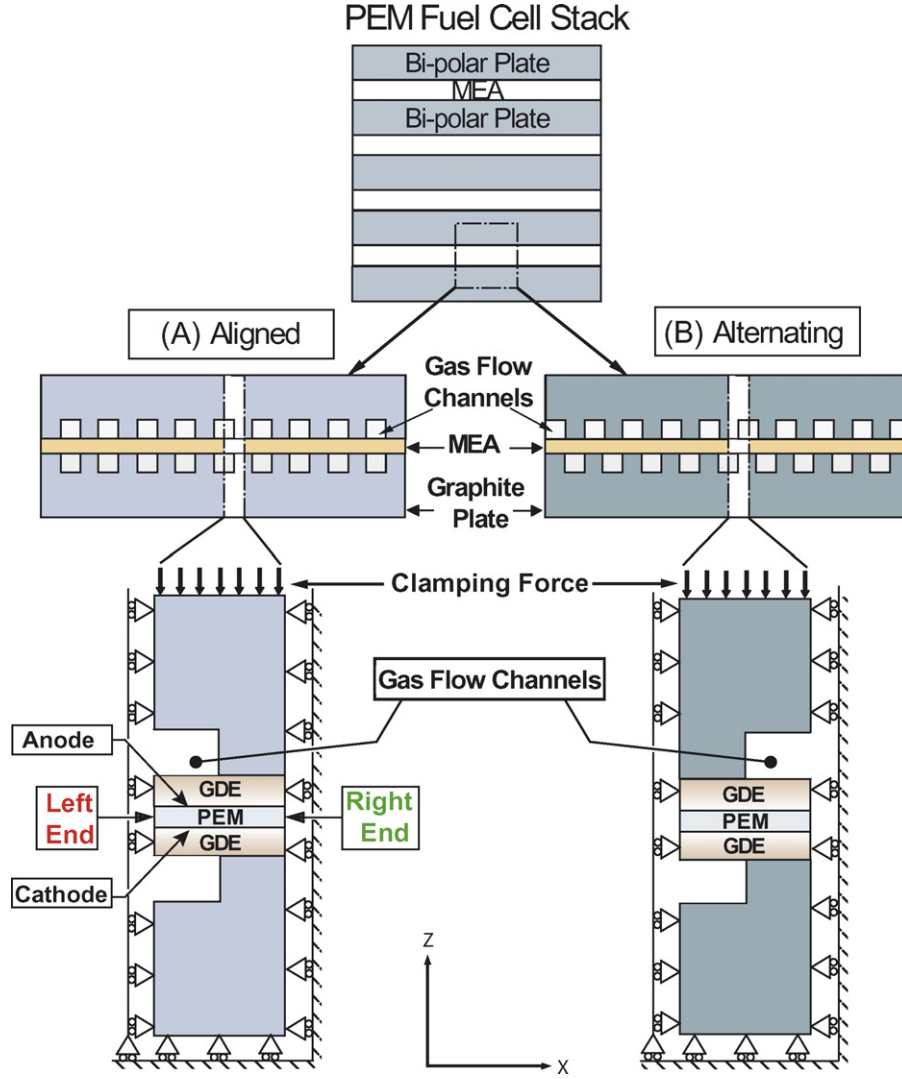 PEM Fuel Cell Stack
Bi-polar Plate
MEA
Bi-polar Plate
(A) Aligned
(B) Alternating
Gas Flow
Channels
MEA
Graphite
Plate
Clamping Force
Gas Flow Channels
Anode
GDE
GDE
Left
End
PEM
Right
End
PEM
GDE
GDE
Cathode
Z
X